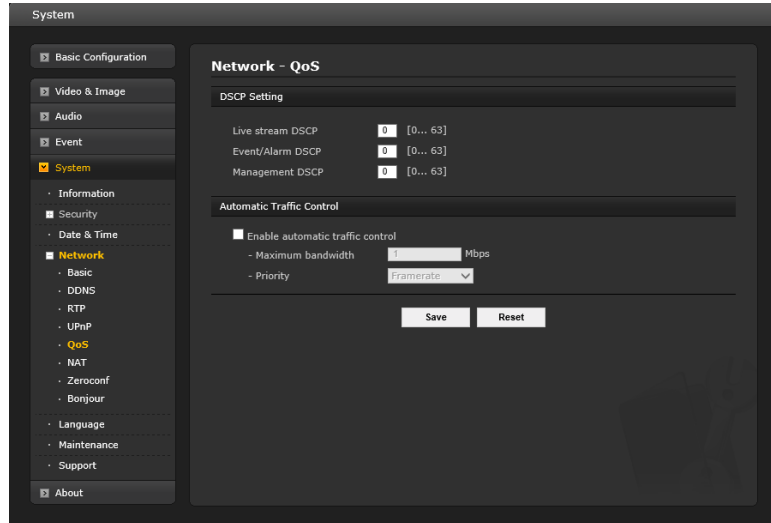 System
Basic Configuration
Video & Image
Audio
Event
System
Information
Security
Date & Time
Network
Basic
DDNS
RTP
UPnP
QoS
NAT
Zeroconf
Bonjour
Language
Maintenance
Support
About
Network - QoS
DSCP Setting
Live stream DSCP 0 [0... 63]
Event/Alarm DSCP 0 [0... 63]
Management DSCP 0 [0... 63]
Automatic Traffic Control
Enable automatic traffic control
- Maximum bandwidth 1 Mbps
- Priority Framerate
Save Reset